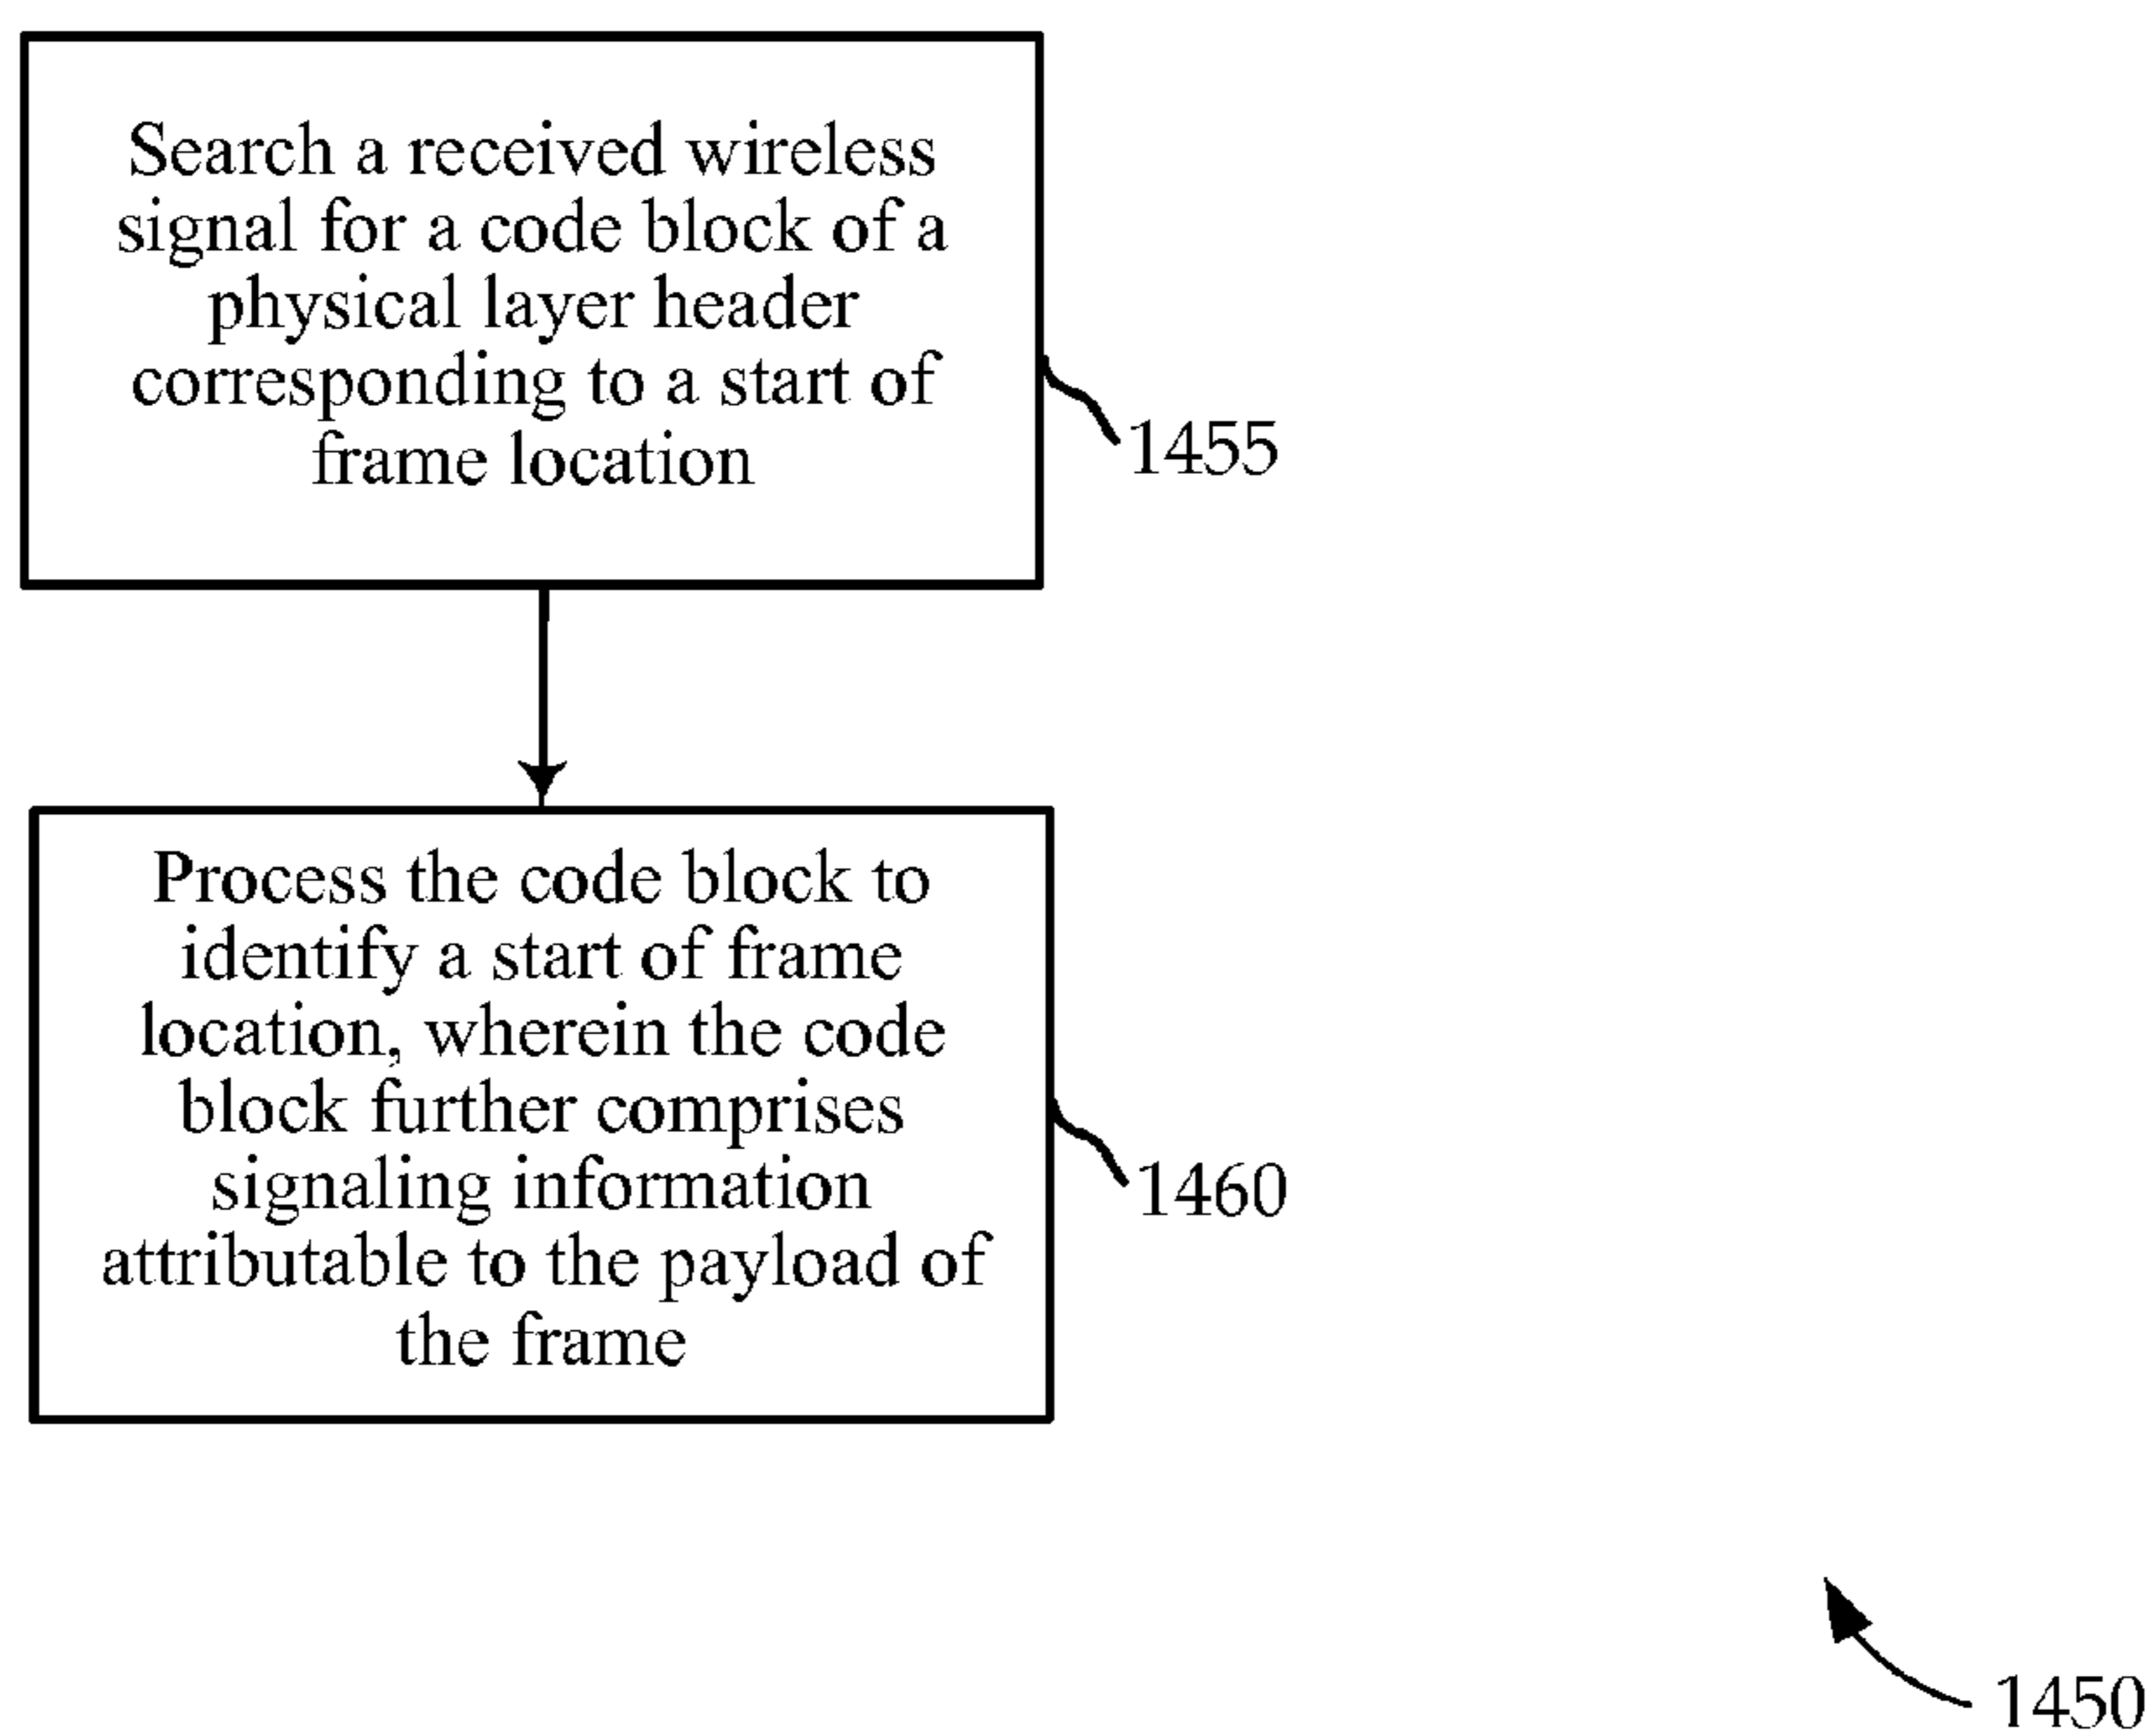 Search a received wireless
signal for a code block of a
physical layer header
corresponding to a start of
frame location
1455
Process the code block to
identify a start of frame
location, wherein the code
block further comprises
signaling information
attributable to the payload of
the frame
1460
1450